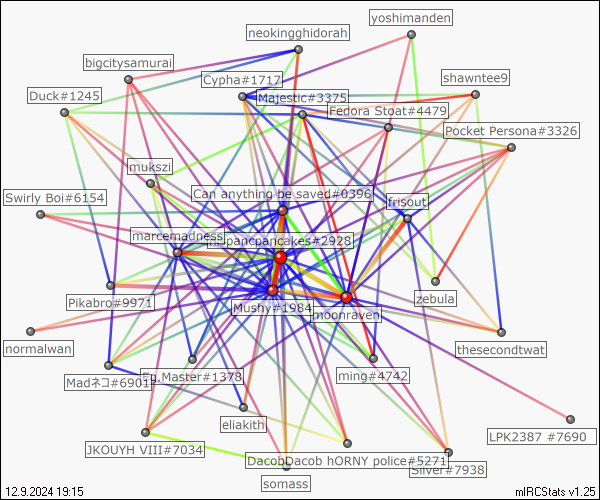 yoshimanden
neokingghidorah
bigcitysamurai
shawntee9
Cypha#1717
Duck#1245
Majestic#3375
Fedora Stoat#4479
Pocket Persona#3326
mukszi
Swirly Boi#6154
Can anything be saved#0396
frisout
marcemadness
pancpancakes#2928
Pikabro#9971
Mushy#1984
moonraven
zebula
normalwan
thesecondtwat
Madネコ#6901
Master#1378
ming#4742
eliakith
LPK2387 #7690
JKOUYH VIII#7034
DacobDacob hORNY police#5271
Silver#7938
somass
12.9.2024 19:15
mIRCStats v1.25